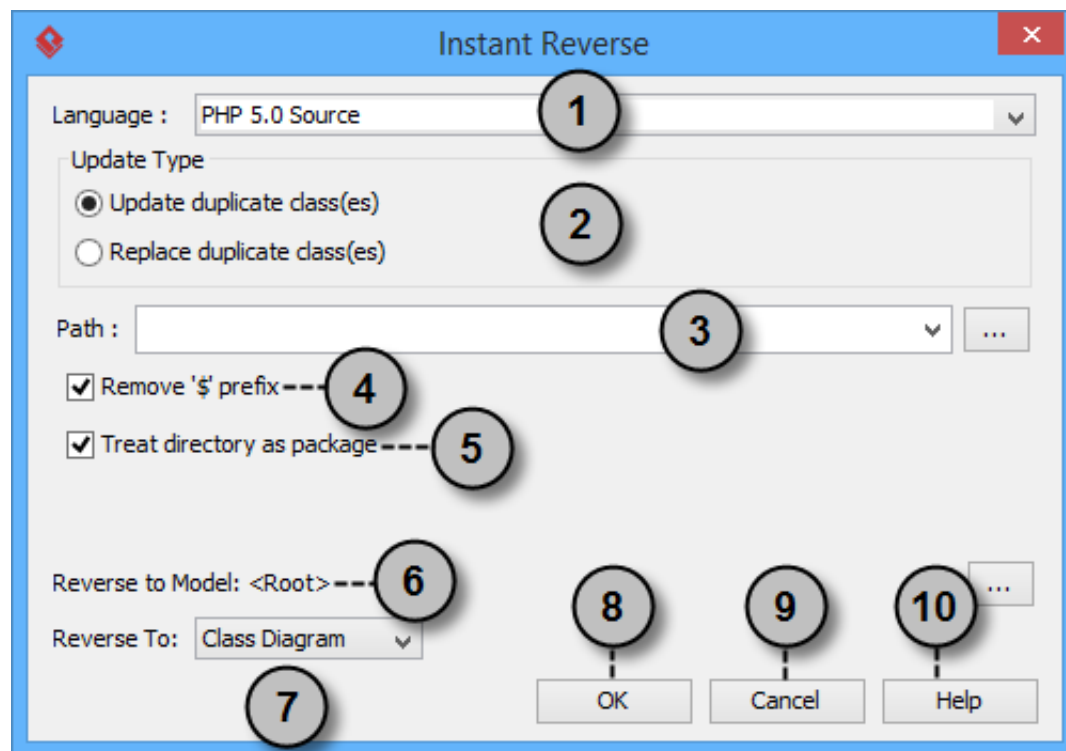 Instant Reverse
Language : PHP 5.0 Source 1
Update Type
Update duplicate class(es)
2
Replace duplicate class(es)
Path : 3 ...
Remove '$' prefix 4
Treat directory as package 5
Reverse to Model: <Root> 6 ...
Reverse To: Class Diagram
7
8 9 10
OK Cancel Help